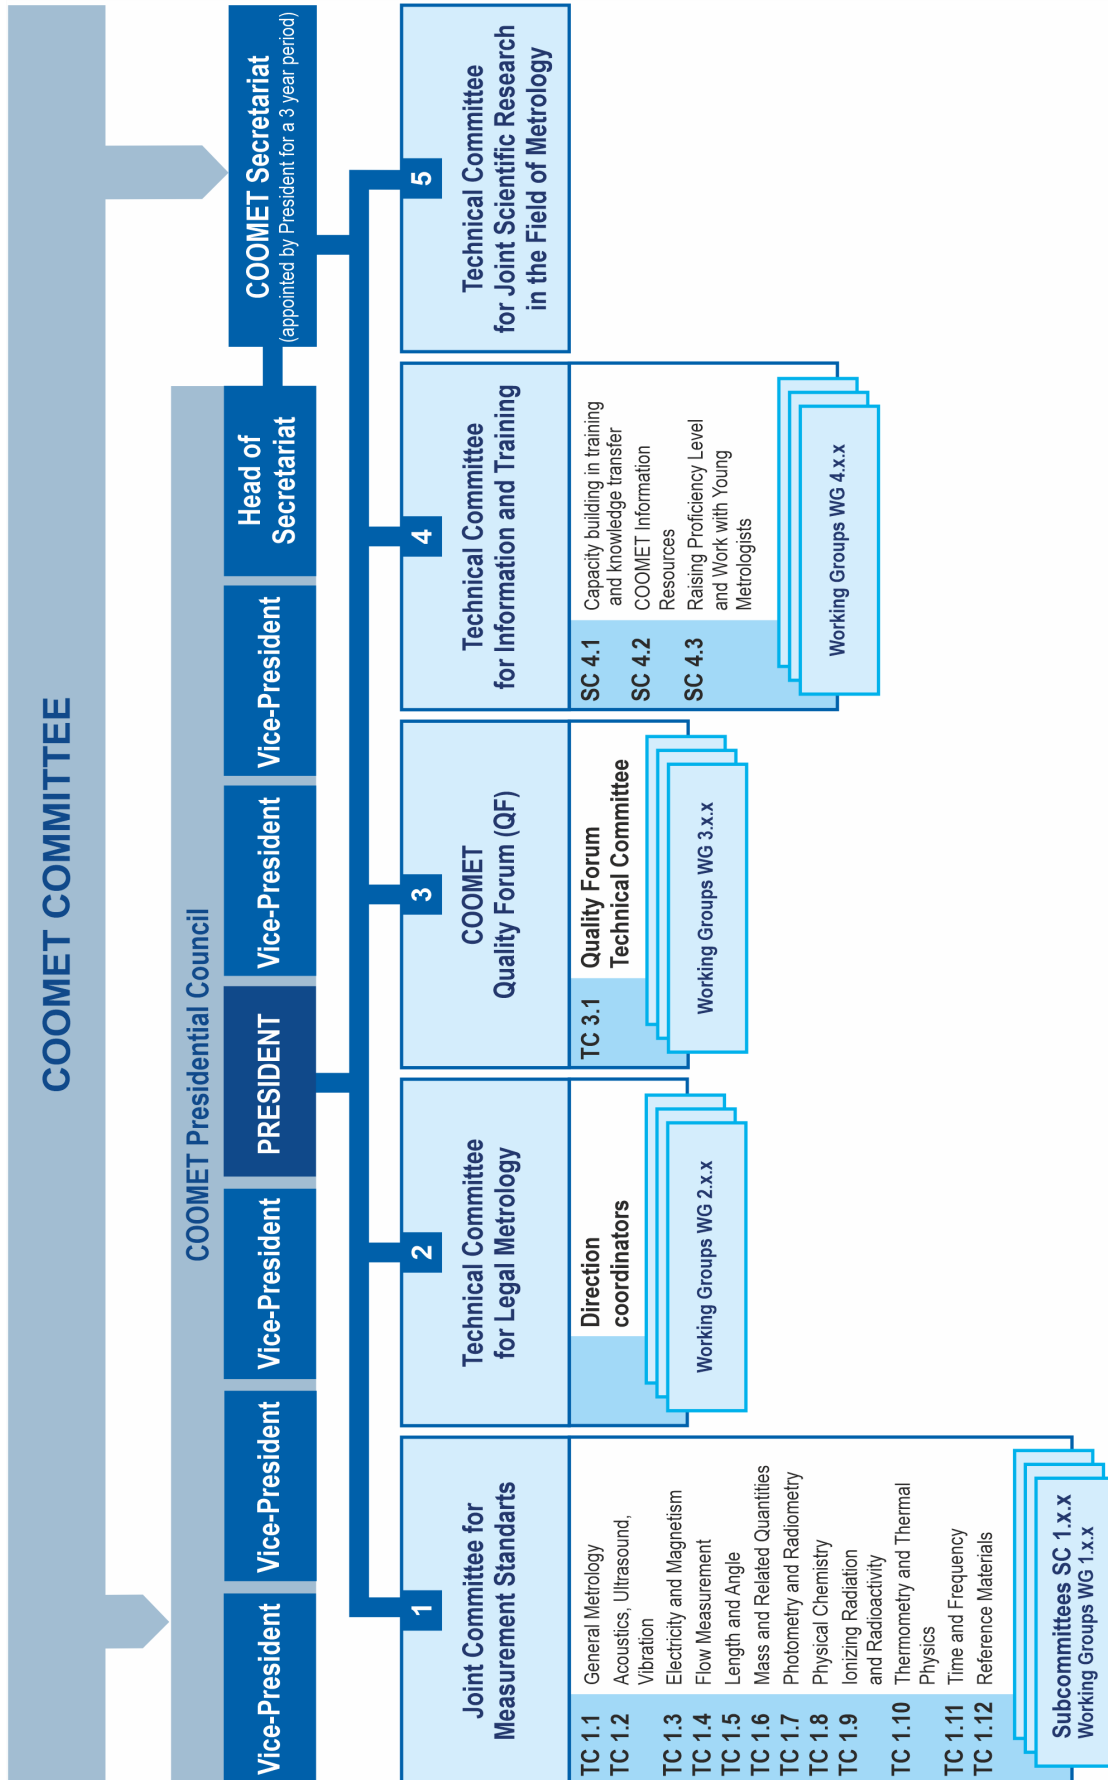 COOMET COMMITTEE
COOMET Presidential Council
Vice-President
Vice-President
Vice-President
PRESIDENT
Vice-President
Vice-President
Head of
Secretariat
COOMET Secretariat
(appointed by President for a 3 year period)
1
Joint Committee for
Measurement Standarts
TC 1.1 General Metrology
TC 1.2 Acoustics, Ultrasound,
Vibration
TC 1.3 Electricity and Magnetism
TC 1.4 Flow Measurement
TC 1.5 Length and Angle
TC 1.6 Mass and Related Quantities
TC 1.7 Photometry and Radiometry
TC 1.8 Physical Chemistry
TC 1.9 Ionizing Radiation
and Radioactivity
TC 1.10 Thermometry and Thermal
Physics
TC 1.11 Time and Frequency
TC 1.12 Reference Materials
Subcommittees SC 1.x.x
Working Groups WG 1.x.x
2
Technical Committee
for Legal Metrology
Direction
coordinators
Working Groups WG 2.x.x
3
COOMET
Quality Forum (QF)
TC 3.1 Quality Forum
Technical Committee
Working Groups WG 3.x.x
4
Technical Committee
for Information and Training
SC 4.1 Capacity building in training
and knowledge transfer
SC 4.2 COOMET Information
Resources
SC 4.3 Raising Proficiency Level
and Work with Young
Metrologists
Working Groups WG 4.x.x
5
Technical Committee
for Joint Scientific Research
in the Field of Metrology